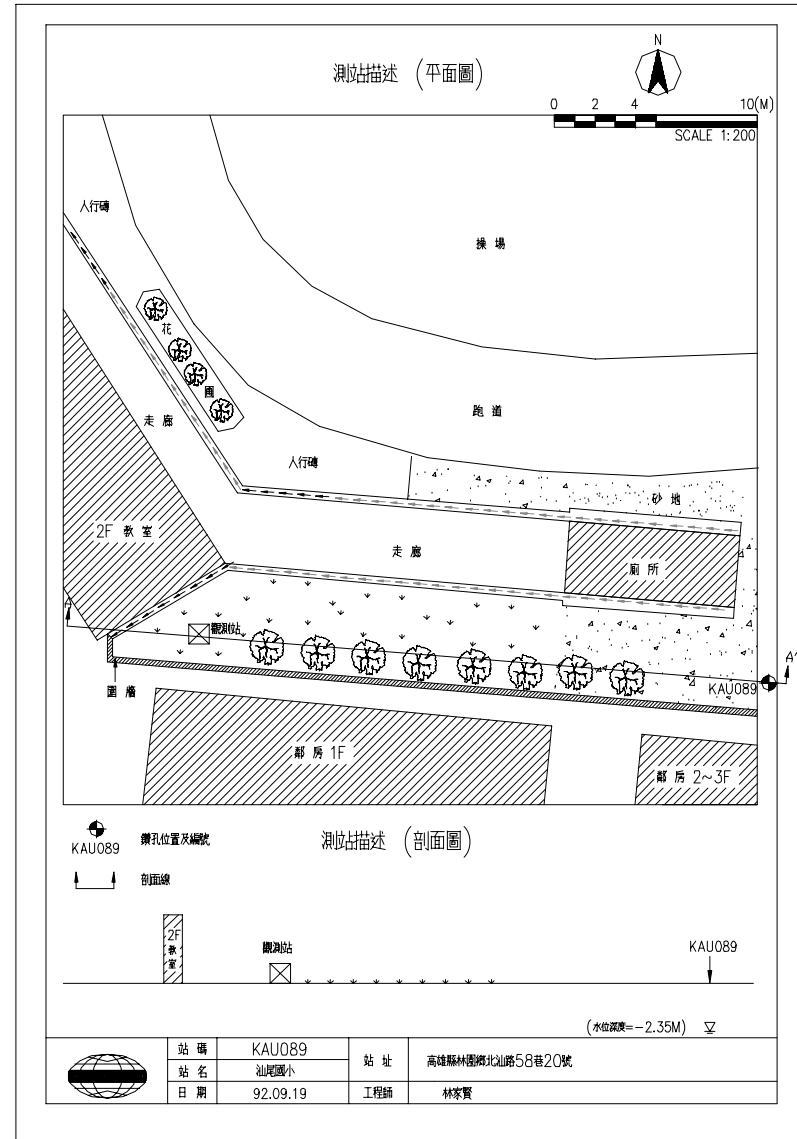 測站描述 (平面圖)
N
0 2 4 10(M)
SCALE 1:200
人行磚
操場
花
圃
走廊
跑道
人行磚
砂地
2F 教室
走廊
廁所
A
觀測站
A'
KAU089
圍牆
鄰房 1F
鄰房 2~3F
KAU089 鑽孔位置及編號
測站描述 (剖面圖)
剖面線
2F
教
室
觀測站
KAU089
(水位深度=-2.35M)
站碼 KAU089
站址 高雄縣林園鄉北汕路58巷20號
站名 汕尾國小
日期 92.09.19
工程師 林家賢